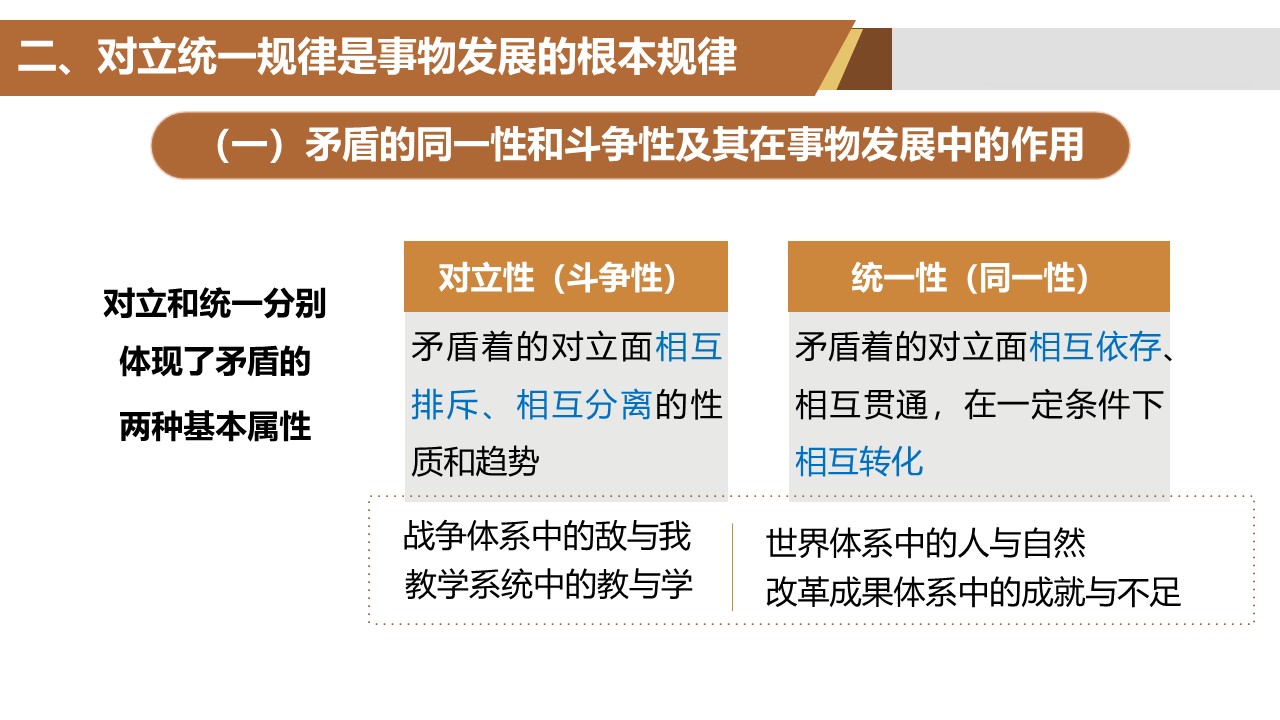 二、对立统一规律是事物发展的根本规律
（一）矛盾的同一性和斗争性及其在事物发展中的作用
对立和统一分别
体现了矛盾的
两种基本属性
对立性（斗争性）
矛盾着的对立面相互
排斥、相互分离的性
质和趋势
统一性（同一性）
矛盾着的对立面相互依存、
相互贯通，在一定条件下
相互转化
战争体系中的敌与我
教学系统中的教与学
世界体系中的人与自然
改革成果体系中的成就与不足